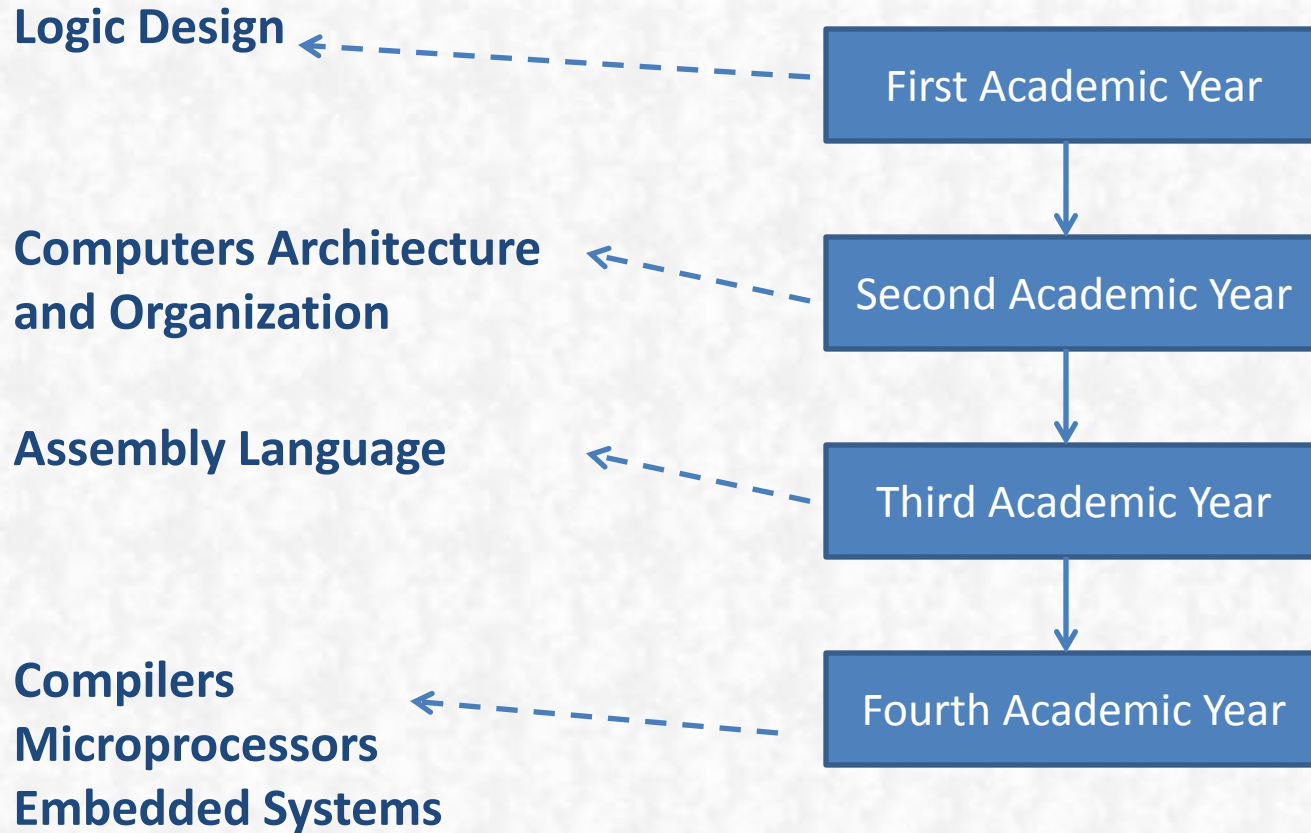 Logic Design
First Academic Year
Computers Architecture
and Organization
Second Academic Year
Assembly Language
Third Academic Year
Compilers
Microprocessors
Embedded Systems
Fourth Academic Year